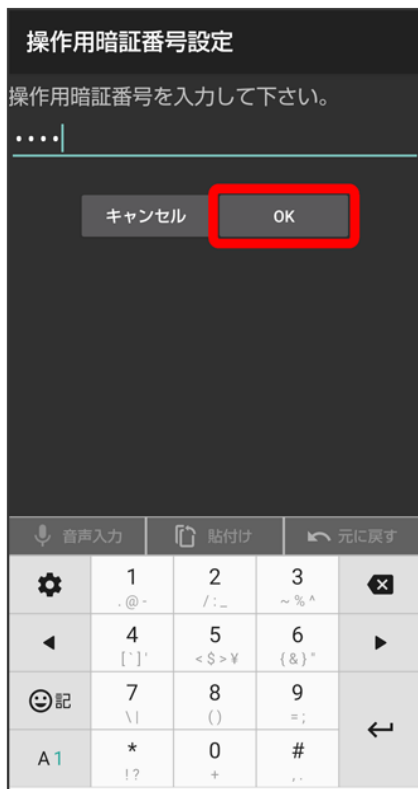 操作用暗証番号設定
操作用暗証番号を入力して下さい。
••••
キャンセル OK
音声入力 貼付け 元に戻す
1 2 3
.@- /:_ ~%^
4 5 6
[`]' <$>¥ {&}"
記 7 8 9
\| () =;
A1 * 0 #
!? + ,.